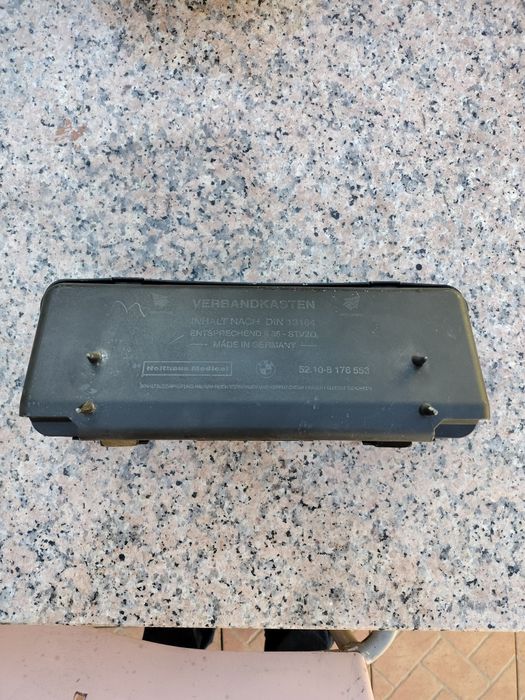 VERBANDKASTEN
INHALT NACH DIN 13164
ENTSPRECHEND § 35 - STVZO
MADE IN GERMANY
Holthaus Medical
52.10-8 176 553